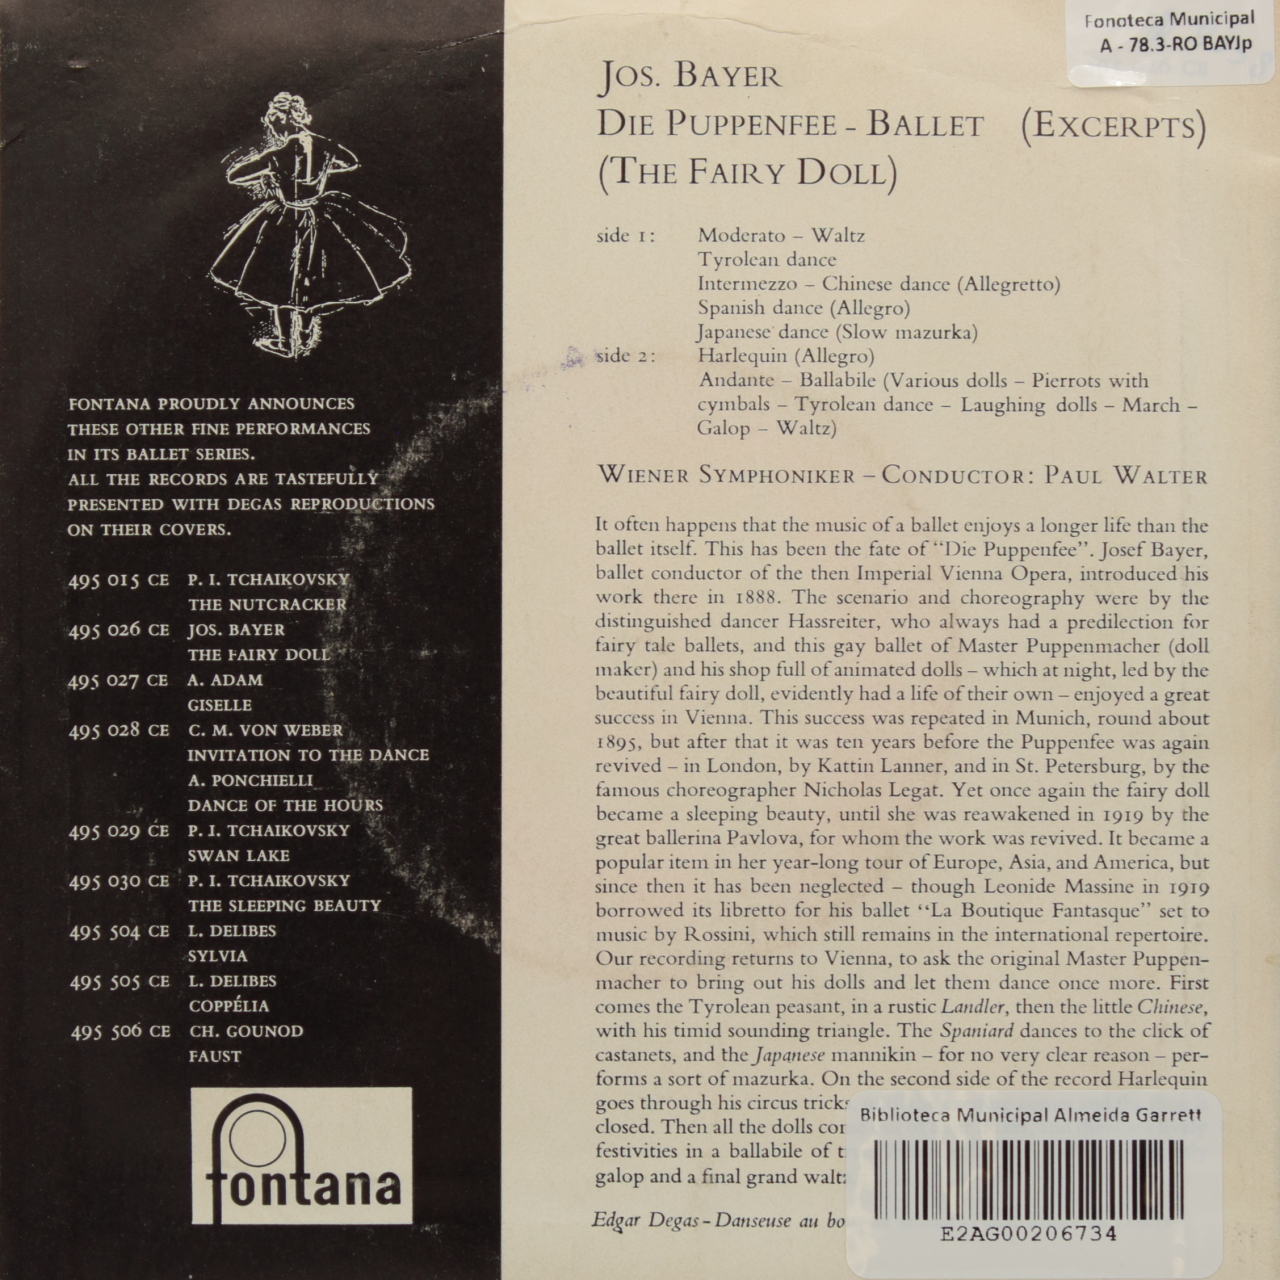 Fonoteca Municipal
A - 78.3-RO BAYJp
JOS. BAYER
DIE PUPPENFEE - BALLET (EXCERPTS)
(THE FAIRY DOLL)
side 1: Moderato – Waltz
Tyrolean dance
Intermezzo – Chinese dance (Allegretto)
Spanish dance (Allegro)
Japanese dance (Slow mazurka)
side 2: Harlequin (Allegro)
Andante – Ballabile (Various dolls – Pierrots with
cymbals – Tyrolean dance – Laughing dolls – March –
Galop – Waltz)
WIENER SYMPHONIKER – CONDUCTOR: PAUL WALTER
It often happens that the music of a ballet enjoys a longer life than the
ballet itself. This has been the fate of “Die Puppenfee”. Josef Bayer,
ballet conductor of the then Imperial Vienna Opera, introduced his
work there in 1888. The scenario and choreography were by the
distinguished dancer Hassreiter, who always had a predilection for
fairy tale ballets, and this gay ballet of Master Puppenmacher (doll
maker) and his shop full of animated dolls – which at night, led by the
beautiful fairy doll, evidently had a life of their own – enjoyed a great
success in Vienna. This success was repeated in Munich, round about
1895, but after that it was ten years before the Puppenfee was again
revived – in London, by Kattin Lanner, and in St. Petersburg, by the
famous choreographer Nicholas Legat. Yet once again the fairy doll
became a sleeping beauty, until she was reawakened in 1919 by the
great ballerina Pavlova, for whom the work was revived. It became a
popular item in her year-long tour of Europe, Asia, and America, but
since then it has been neglected – though Leonide Massine in 1919
borrowed its libretto for his ballet “La Boutique Fantasque” set to
music by Rossini, which still remains in the international repertoire.
Our recording returns to Vienna, to ask the original Master Puppen-
macher to bring out his dolls and let them dance once more. First
comes the Tyrolean peasant, in a rustic Landler, then the little Chinese,
with his timid sounding triangle. The Spaniard dances to the click of
castanets, and the Japanese mannikin – for no very clear reason – per-
forms a sort of mazurka. On the second side of the record Harlequin
goes through his circus tricks
closed. Then all the dolls
festivities in a ballabile of
galop and a final grand waltz
Edgar Degas – Danseuse au
FONTANA PROUDLY ANNOUNCES
THESE OTHER FINE PERFORMANCES
IN ITS BALLET SERIES.
ALL THE RECORDS ARE TASTEFULLY
PRESENTED WITH DEGAS REPRODUCTIONS
ON THEIR COVERS.
495 015 CE P. I. TCHAIKOVSKY
THE NUTCRACKER
495 026 CE JOS. BAYER
THE FAIRY DOLL
495 027 CE A. ADAM
GISELLE
495 028 CE C. M. VON WEBER
INVITATION TO THE DANCE
A. PONCHIELLI
DANCE OF THE HOURS
495 029 CE P. I. TCHAIKOVSKY
SWAN LAKE
495 030 CE P. I. TCHAIKOVSKY
THE SLEEPING BEAUTY
495 504 CE L. DELIBES
SYLVIA
495 505 CE L. DELIBES
COPPÉLIA
495 506 CE CH. GOUNOD
FAUST
fontana
Biblioteca Municipal Almeida Garrett
E2AG00206734